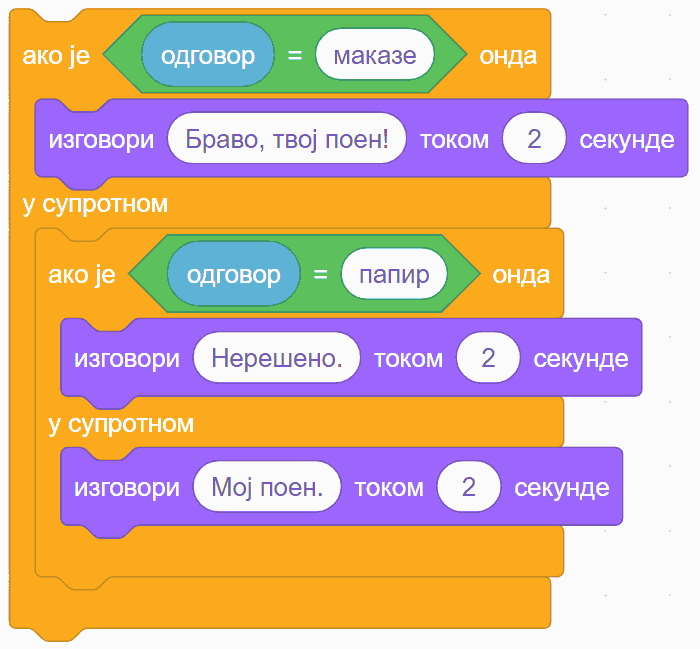 ако је одговор = маказе онда
изговори Браво, твој поен! током 2 секунде
у супротном
ако је одговор = папир онда
изговори Нерешено. током 2 секунде
у супротном
изговори Мој поен. током 2 секунде